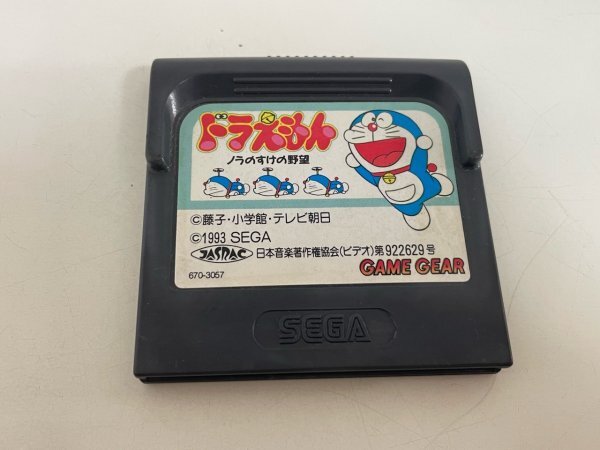 ドラえもん
ノラのすけの野望
©藤子・小学館・テレビ朝日
©1993 SEGA
JASRAC 日本音楽著作権協会(ビデオ)第922629号
670-3057
GAME GEAR
SEGA